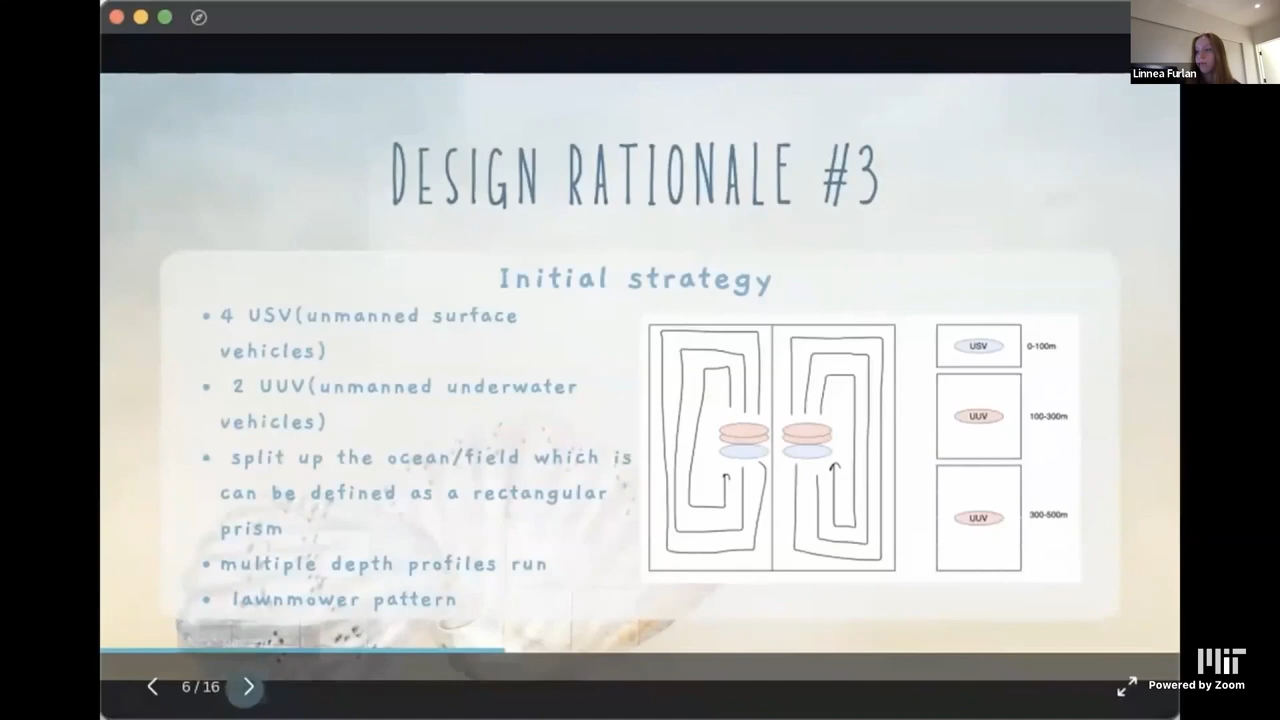 Linnea Furlan
DESIGN RATIONALE #3
Initial strategy
• 4 USV(unmanned surface
vehicles)
• 2 UUV(unmanned underwater
vehicles)
• split up the ocean/field which is
can be defined as a rectangular
prism
• multiple depth profiles run
• lawnmower pattern
USV 0-100m
UUV 100-300m
UUV 300-500m
6 / 16
MIT
Powered by Zoom